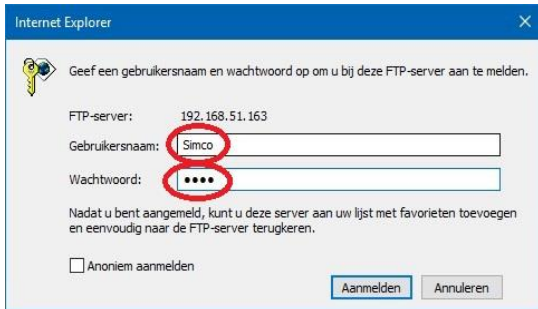 Internet Explorer
Geef een gebruikersnaam en wachtwoord op om u bij deze FTP-server aan te melden.
FTP-server: 192.168.51.163
Gebruikersnaam: Simco
Wachtwoord: ••••
Nadat u bent aangemeld, kunt u deze server aan uw lijst met favorieten toevoegen
en eenvoudig naar de FTP-server terugkeren.
Anoniem aanmelden
Aanmelden Annuleren